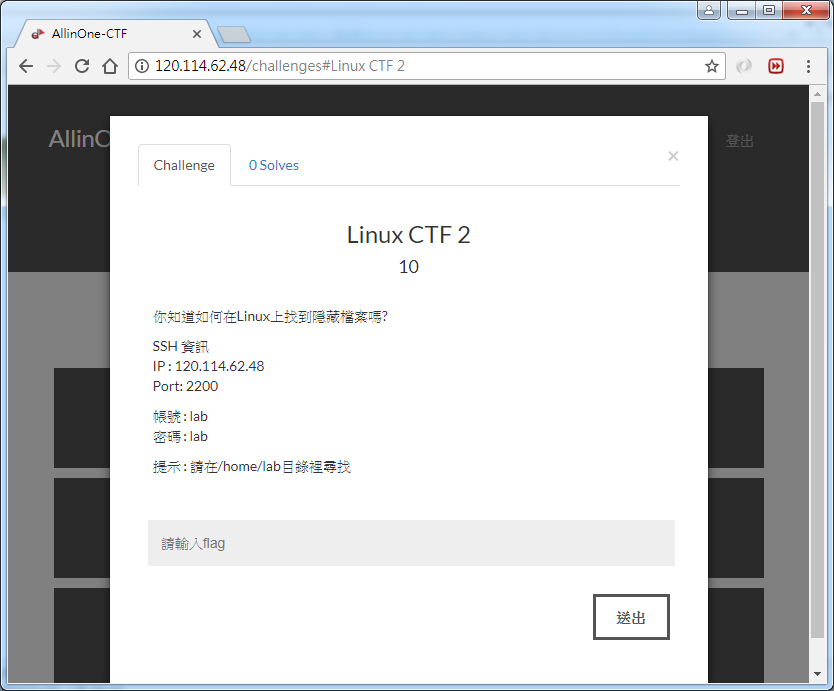 AllinOne-CTF
120.114.62.48/challenges#Linux CTF 2
AllinO
登出
Challenge
0 Solves
×
Linux CTF 2
10
你知道如何在Linux上找到隱藏檔案嗎?
SSH 資訊
IP : 120.114.62.48
Port: 2200
帳號 : lab
密碼 : lab
提示 : 請在/home/lab目錄裡尋找
請輸入flag
送出